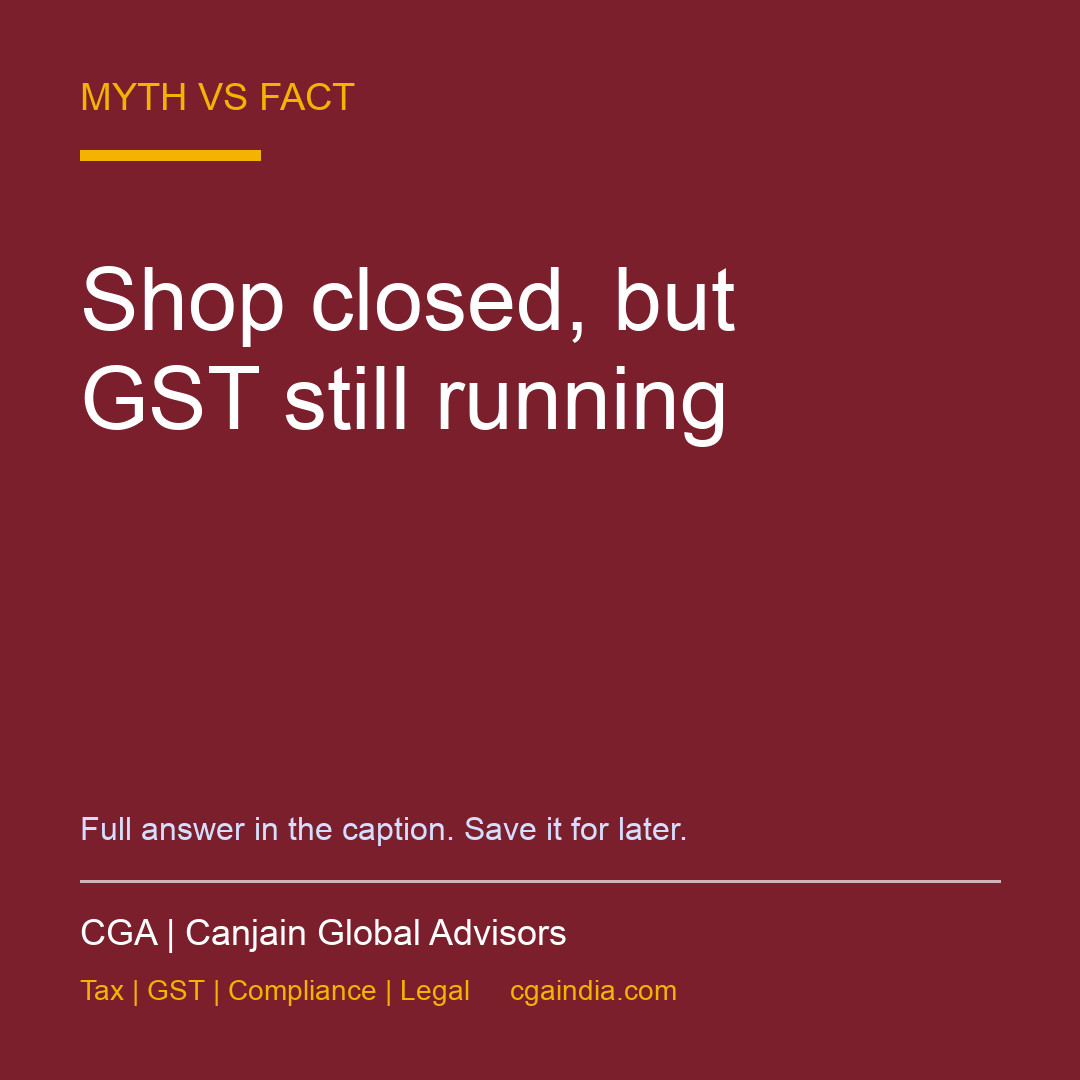 MYTH VS FACT
Shop closed, but
GST still running
Full answer in the caption. Save it for later.
CGA | Canjain Global Advisors
Tax | GST | Compliance | Legal cgaindia.com